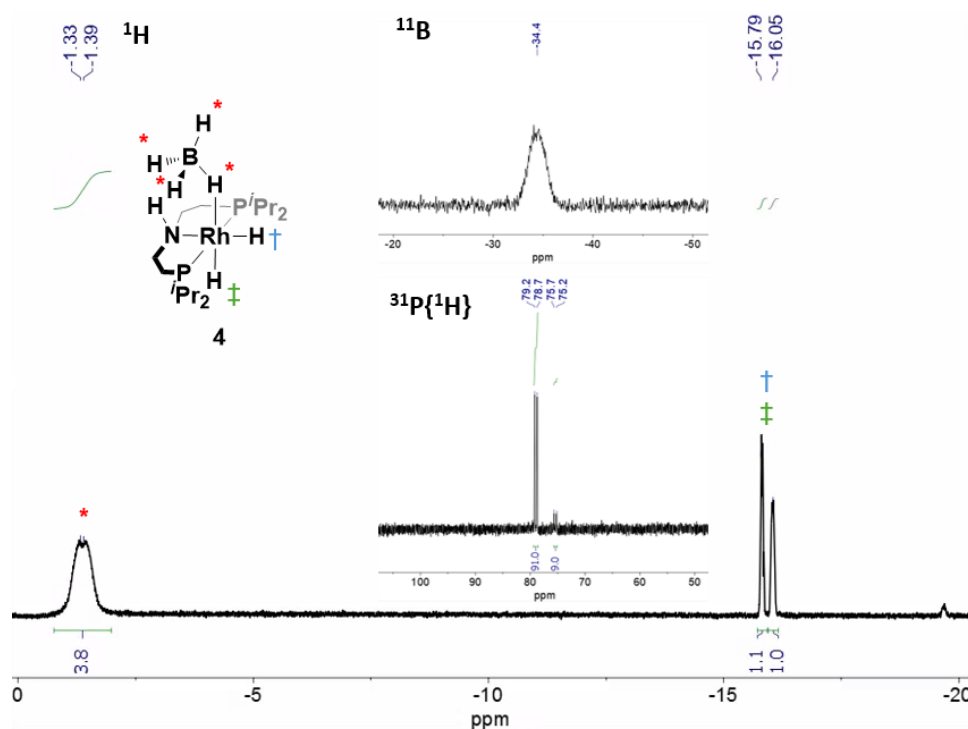 -1.33
-1.39
¹H
¹¹B
-34.4
-15.79
-16.05
*
H
*
H
B
*
H
*
H
H
PⁱPr₂
N
Rh
H
†
P
H
ⁱPr₂
‡
4
-20
-30
-40
-50
ppm
³¹P{¹H}
79.2
78.7
75.7
75.2
91.0
9.0
100
90
80
70
60
50
ppm
†
‡
*
3.8
1.1
1.0
0
-5
-10
-15
-20
ppm